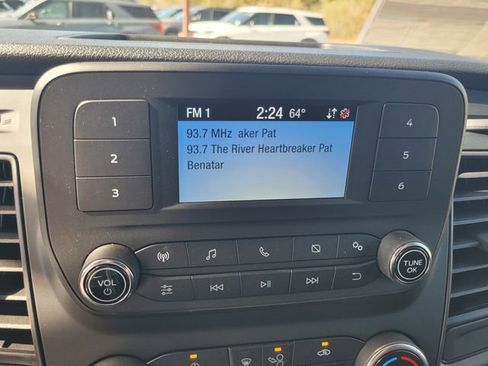 FM 1 2:24 64°
93.7 MHz aker Pat
93.7 The River Heartbreaker Pat
Benatar
1
2
3
4
5
6
VOL
TUNE
OK